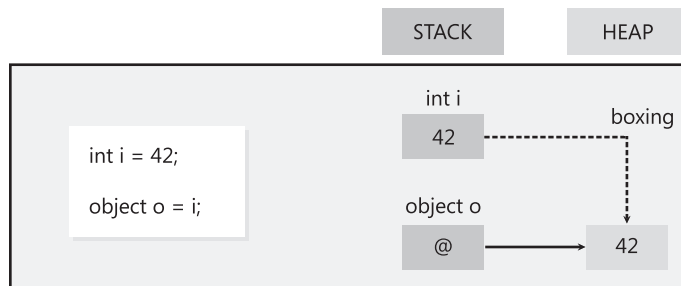 STACK
HEAP
int i = 42;
object o = i;
int i
42
boxing
object o
@
42